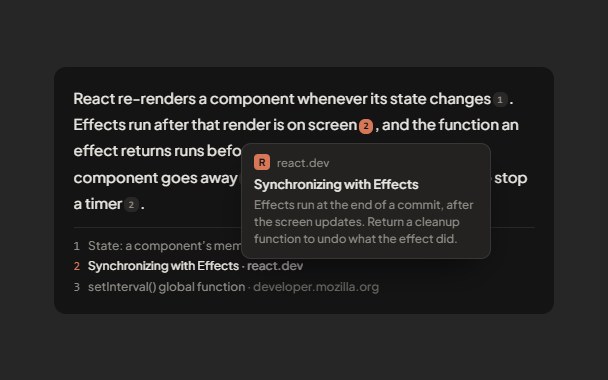 React re-renders a component whenever its state changes 1 .
Effects run after that render is on screen 2 , and the function an
effect returns runs befo
component goes away stop
a timer 2 .
R react.dev
Synchronizing with Effects
Effects run at the end of a commit, after
the screen updates. Return a cleanup
function to undo what the effect did.
1 State: a component's mem
2 Synchronizing with Effects · react.dev
3 setInterval() global function · developer.mozilla.org